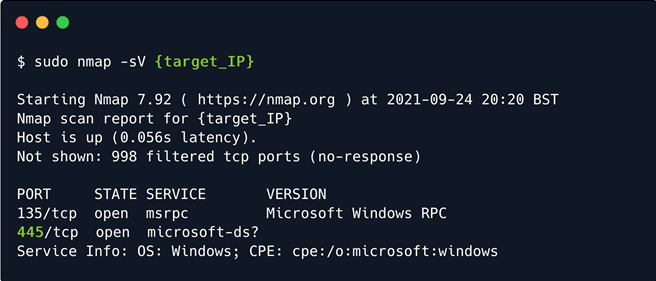 $ sudo nmap -sV {target_IP}
Starting Nmap 7.92 ( https://nmap.org ) at 2021-09-24 20:20 BST
Nmap scan report for {target_IP}
Host is up (0.056s latency).
Not shown: 998 filtered tcp ports (no-response)
PORT STATE SERVICE VERSION
135/tcp open msrpc Microsoft Windows RPC
445/tcp open microsoft-ds?
Service Info: OS: Windows; CPE: cpe:/o:microsoft:windows